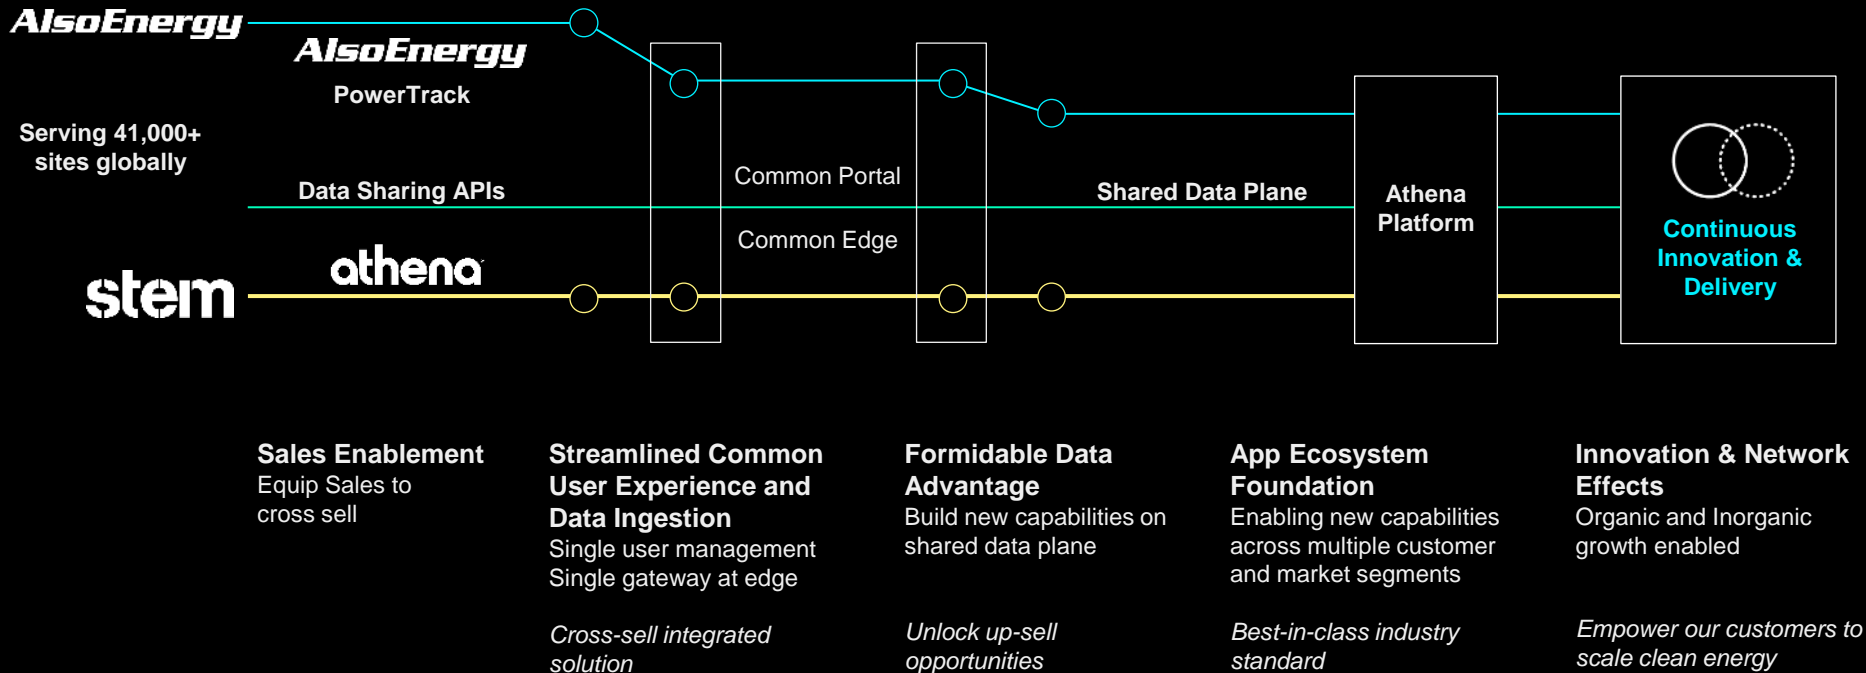 AlsoEnergy
AlsoEnergy
PowerTrack
Serving 41,000+
sites globally
Data Sharing APIs
Common Portal
Common Edge
Shared Data Plane
Athena
Platform
Continuous
Innovation &
Delivery
stem
athena
Sales Enablement
Equip Sales to
cross sell
Streamlined Common
User Experience and
Data Ingestion
Single user management
Single gateway at edge
Cross-sell integrated
solution
Formidable Data
Advantage
Build new capabilities on
shared data plane
Unlock up-sell
opportunities
App Ecosystem
Foundation
Enabling new capabilities
across multiple customer
and market segments
Best-in-class industry
standard
Innovation & Network
Effects
Organic and Inorganic
growth enabled
Empower our customers to
scale clean energy